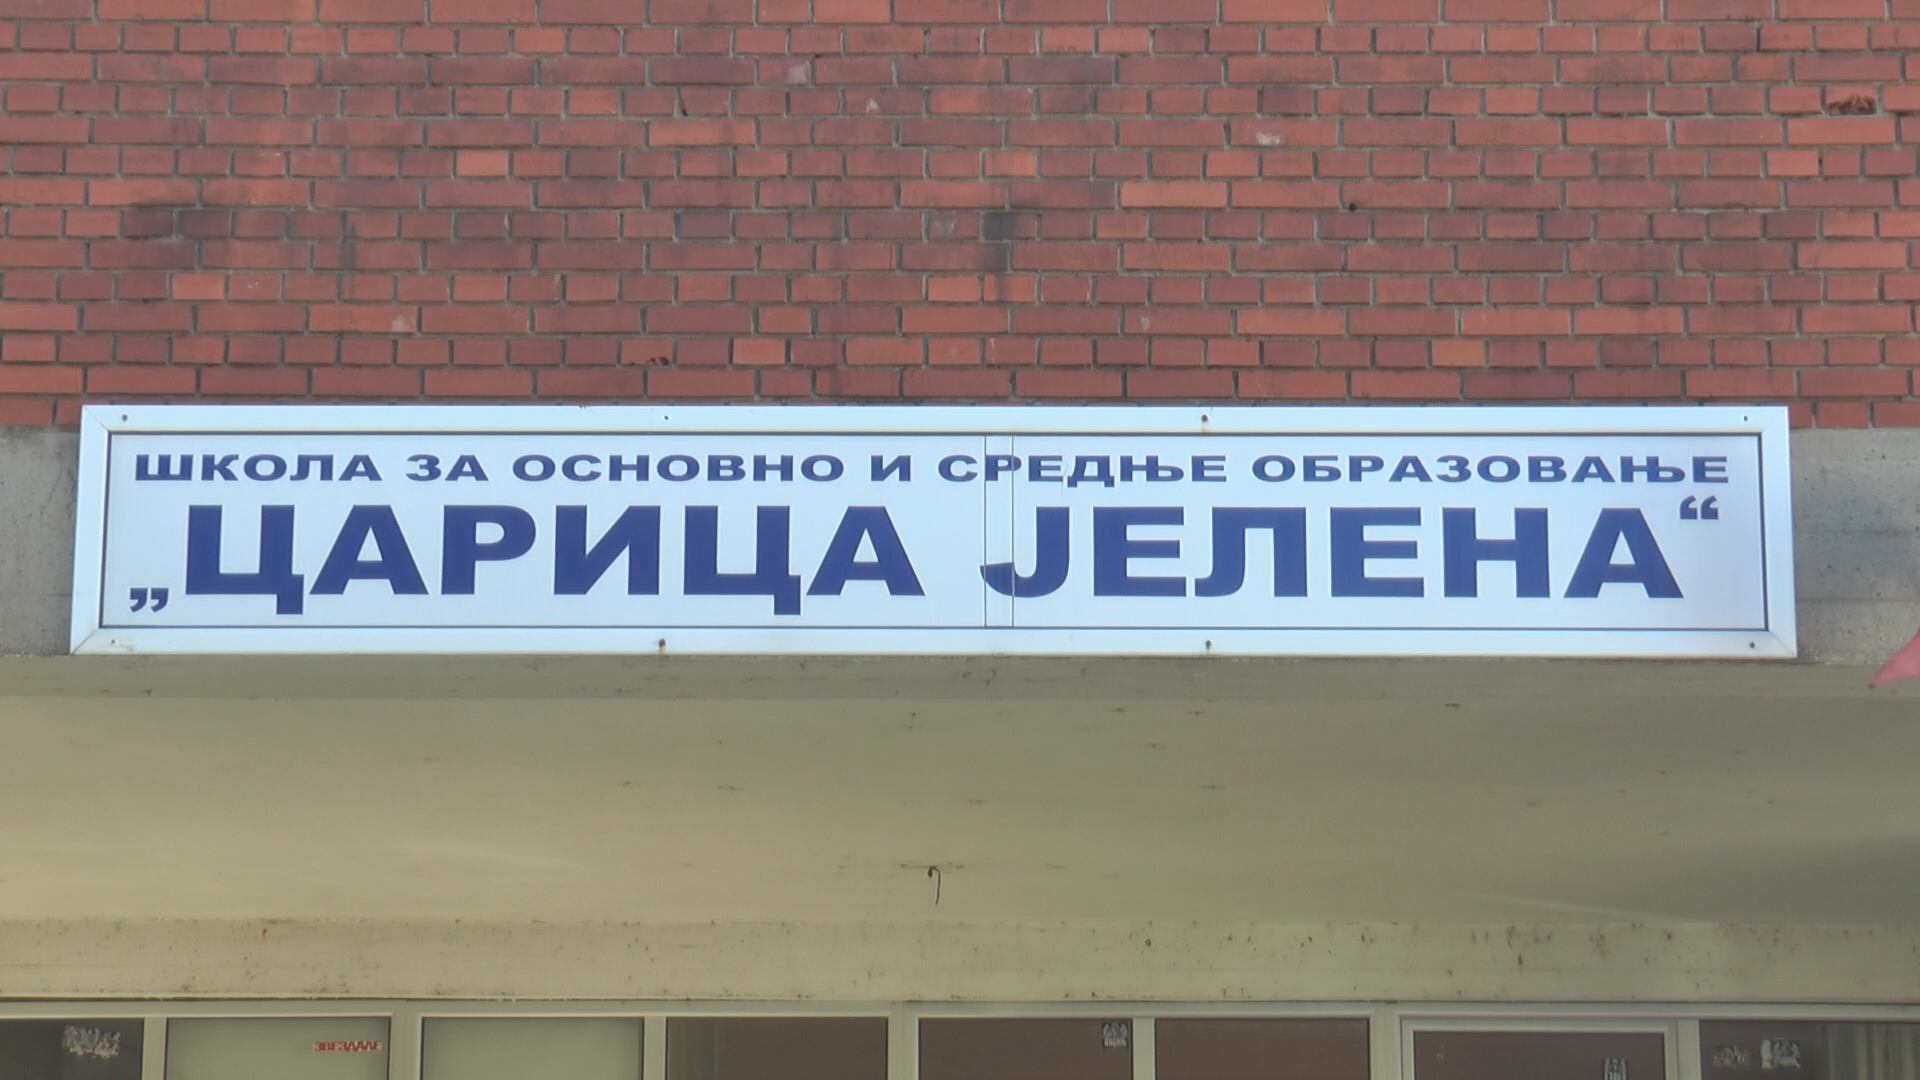 ШКОЛА ЗА ОСНОВНО И СРЕДЊЕ ОБРАЗОВАЊЕ
„ЦАРИЦА ЈЕЛЕНА“